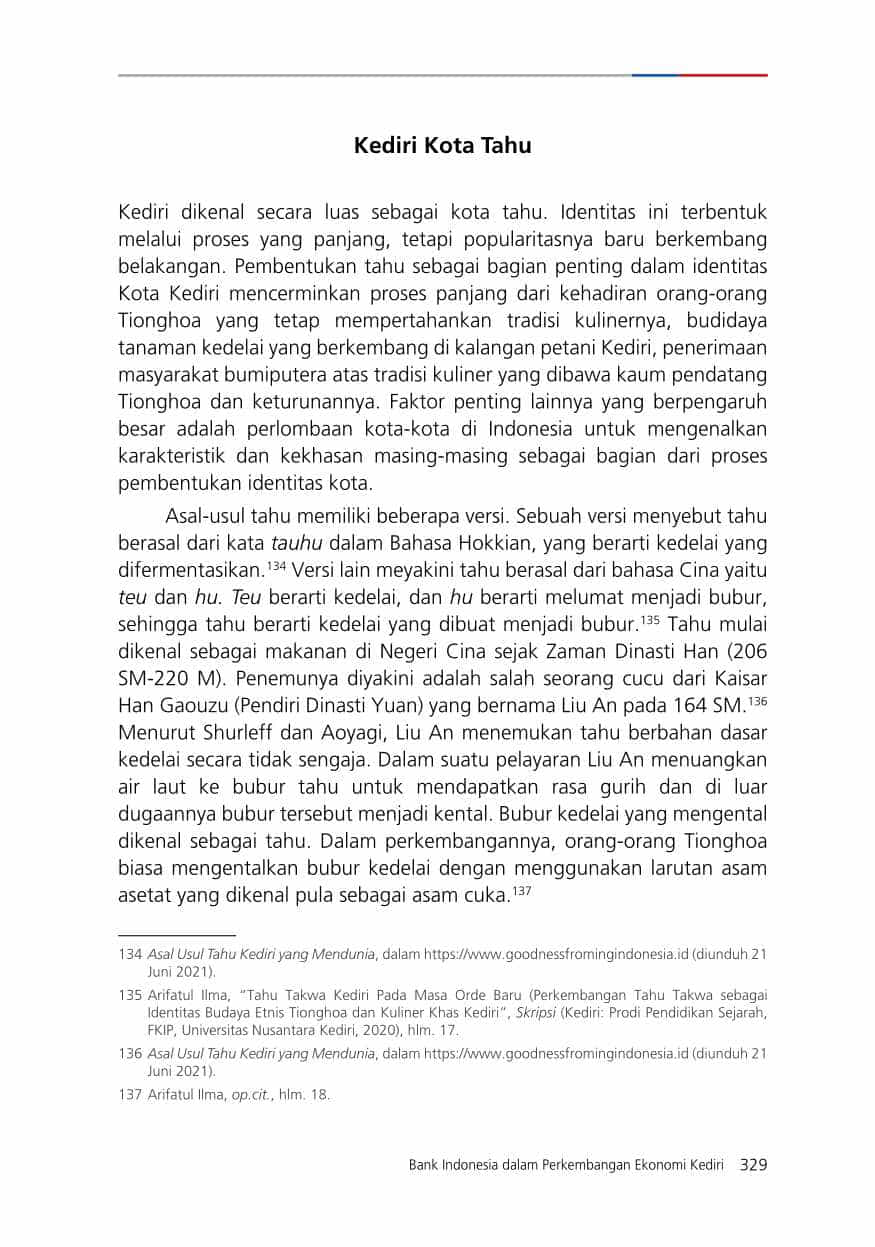 Kediri Kota Tahu
Kediri dikenal secara luas sebagai kota tahu. Identitas ini terbentuk
melalui proses yang panjang, tetapi popularitasnya baru berkembang
belakangan. Pembentukan tahu sebagai bagian penting dalam identitas
Kota Kediri mencerminkan proses panjang dari kehadiran orang-orang
Tionghoa yang tetap mempertahankan tradisi kulinernya, budidaya
tanaman kedelai yang berkembang di kalangan petani Kediri, penerimaan
masyarakat bumiputera atas tradisi kuliner yang dibawa kaum pendatang
Tionghoa dan keturunannya. Faktor penting lainnya yang berpengaruh
besar adalah perlombaan kota-kota di Indonesia untuk mengenalkan
karakteristik dan kekhasan masing-masing sebagai bagian dari proses
pembentukan identitas kota.
Asal-usul tahu memiliki beberapa versi. Sebuah versi menyebut tahu
berasal dari kata tauhu dalam Bahasa Hokkian, yang berarti kedelai yang
difermentasikan.134 Versi lain meyakini tahu berasal dari bahasa Cina yaitu
teu dan hu. Teu berarti kedelai, dan hu berarti melumat menjadi bubur,
sehingga tahu berarti kedelai yang dibuat menjadi bubur.135 Tahu mulai
dikenal sebagai makanan di Negeri Cina sejak Zaman Dinasti Han (206
SM-220 M). Penemunya diyakini adalah salah seorang cucu dari Kaisar
Han Gaouzu (Pendiri Dinasti Yuan) yang bernama Liu An pada 164 SM.136
Menurut Shurleff dan Aoyagi, Liu An menemukan tahu berbahan dasar
kedelai secara tidak sengaja. Dalam suatu pelayaran Liu An menuangkan
air laut ke bubur tahu untuk mendapatkan rasa gurih dan di luar
dugaannya bubur tersebut menjadi kental. Bubur kedelai yang mengental
dikenal sebagai tahu. Dalam perkembangannya, orang-orang Tionghoa
biasa mengentalkan bubur kedelai dengan menggunakan larutan asam
asetat yang dikenal pula sebagai asam cuka.137
134 Asal Usul Tahu Kediri yang Mendunia, dalam https://www.goodnessfromingindonesia.id (diunduh 21
Juni 2021).
135 Arifatul Ilma, “Tahu Takwa Kediri Pada Masa Orde Baru (Perkembangan Tahu Takwa sebagai
Identitas Budaya Etnis Tionghoa dan Kuliner Khas Kediri”, Skripsi (Kediri: Prodi Pendidikan Sejarah,
FKIP, Universitas Nusantara Kediri, 2020), hlm. 17.
136 Asal Usul Tahu Kediri yang Mendunia, dalam https://www.goodnessfromingindonesia.id (diunduh 21
Juni 2021).
137 Arifatul Ilma, op.cit., hlm. 18.
Bank Indonesia dalam Perkembangan Ekonomi Kediri 329